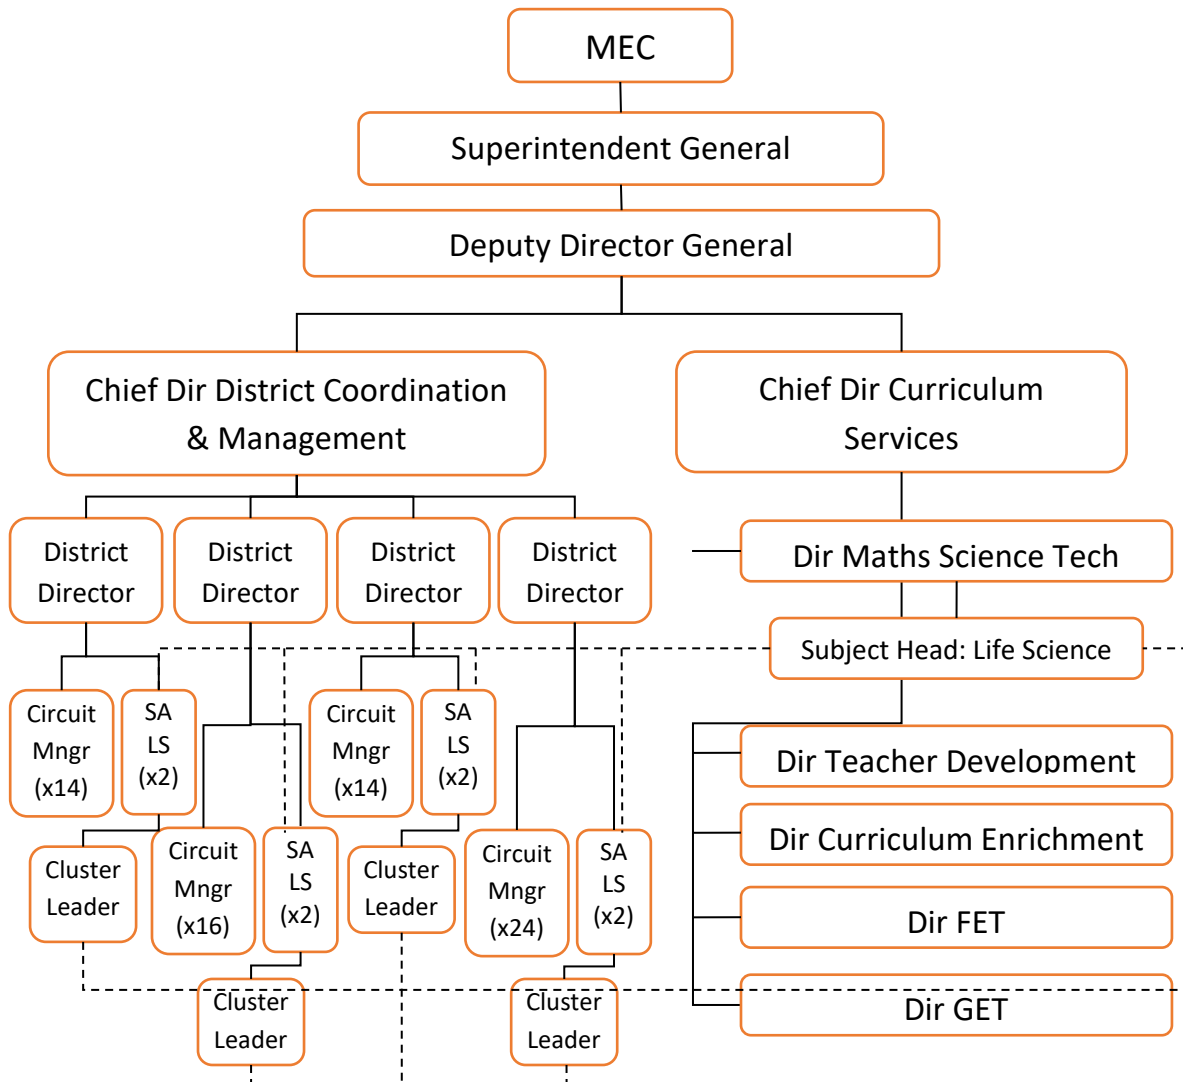 MEC
Superintendent General
Deputy Director General
Chief Dir District Coordination
& Management
Chief Dir Curriculum
Services
District
Director
District
Director
District
Director
District
Director
Dir Maths Science Tech
Subject Head: Life Science
Circuit
Mngr
(x14)
SA
LS
(x2)
Circuit
Mngr
(x14)
SA
LS
(x2)
Dir Teacher Development
Dir Curriculum Enrichment
Cluster
Leader
Circuit
Mngr
(x16)
SA
LS
(x2)
Cluster
Leader
Circuit
Mngr
(x24)
SA
LS
(x2)
Dir FET
Cluster
Leader
Cluster
Leader
Dir GET